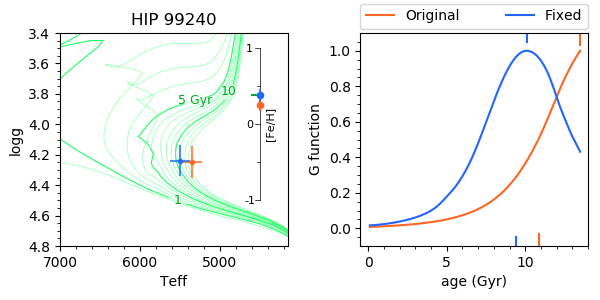 HIP 99240
Original Fixed
3.4
3.6
3.8
4.0
4.2
4.4
4.6
4.8
logg
7000 6000 5000
Teff
5 Gyr
10
1
1
0
-1
[Fe/H]
1.0
0.8
0.6
0.4
0.2
0.0
G function
0 5 10
age (Gyr)